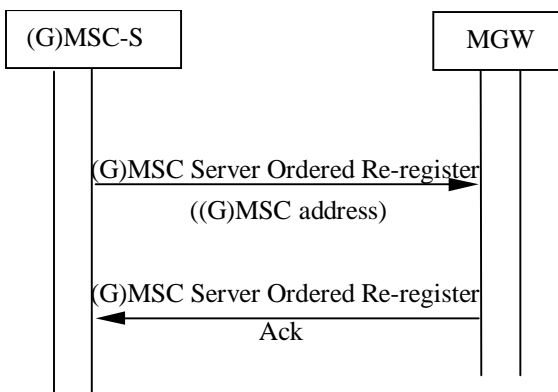 (G)MSC-S
MGW
(G)MSC Server Ordered Re-register
((G)MSC address)
(G)MSC Server Ordered Re-register
Ack